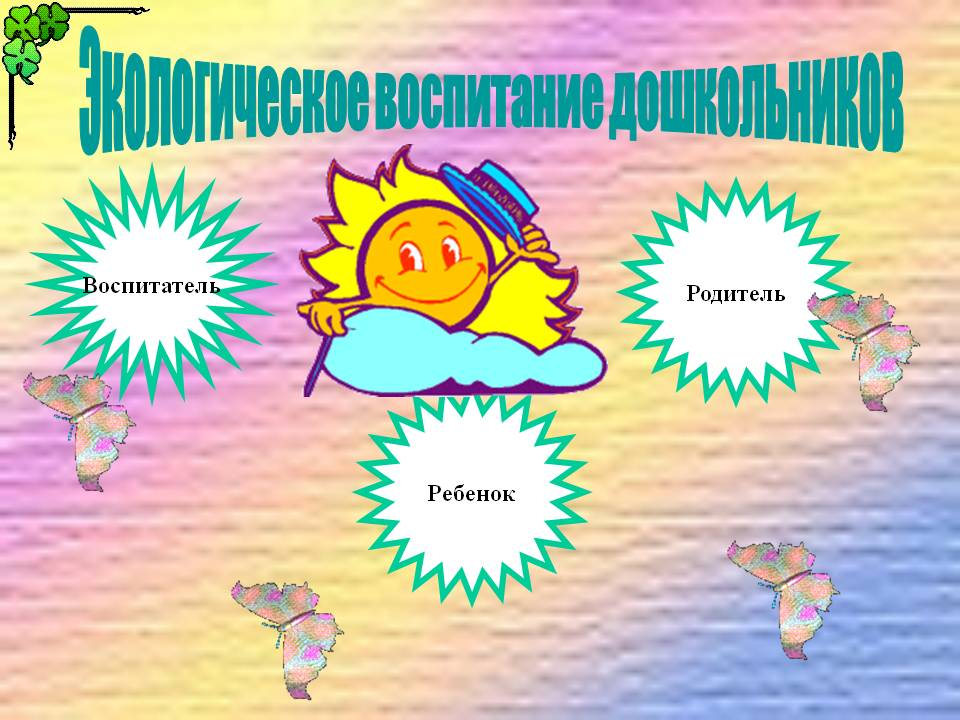 Экологическое воспитание дошкольников
Воспитатель
Родитель
Ребенок